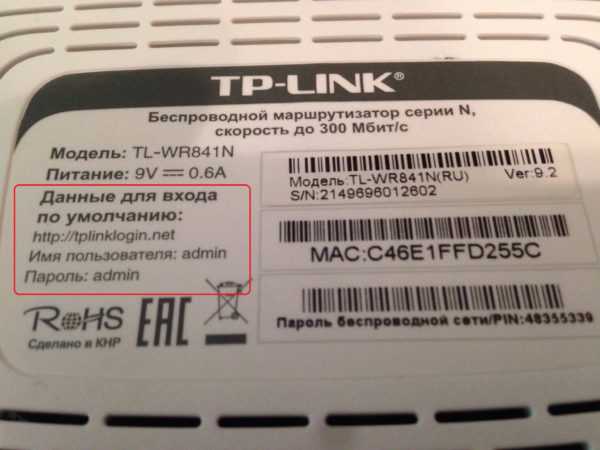 TP-LINK®
Беспроводной маршрутизатор серии N,
скорость до 300 Мбит/с
Модель: TL-WR841N
Питание: 9V ⎓ 0.6A
Данные для входа
по умолчанию:
http://tplinklogin.net
Имя пользователя: admin
Пароль: admin
RoHS
Сделано в КНР
EAC
Модель:TL-WR841N(RU) Ver:9.2
S/N:2149696012602
MAC:C46E1FFD255C
Пароль беспроводной сети/PIN:48355339